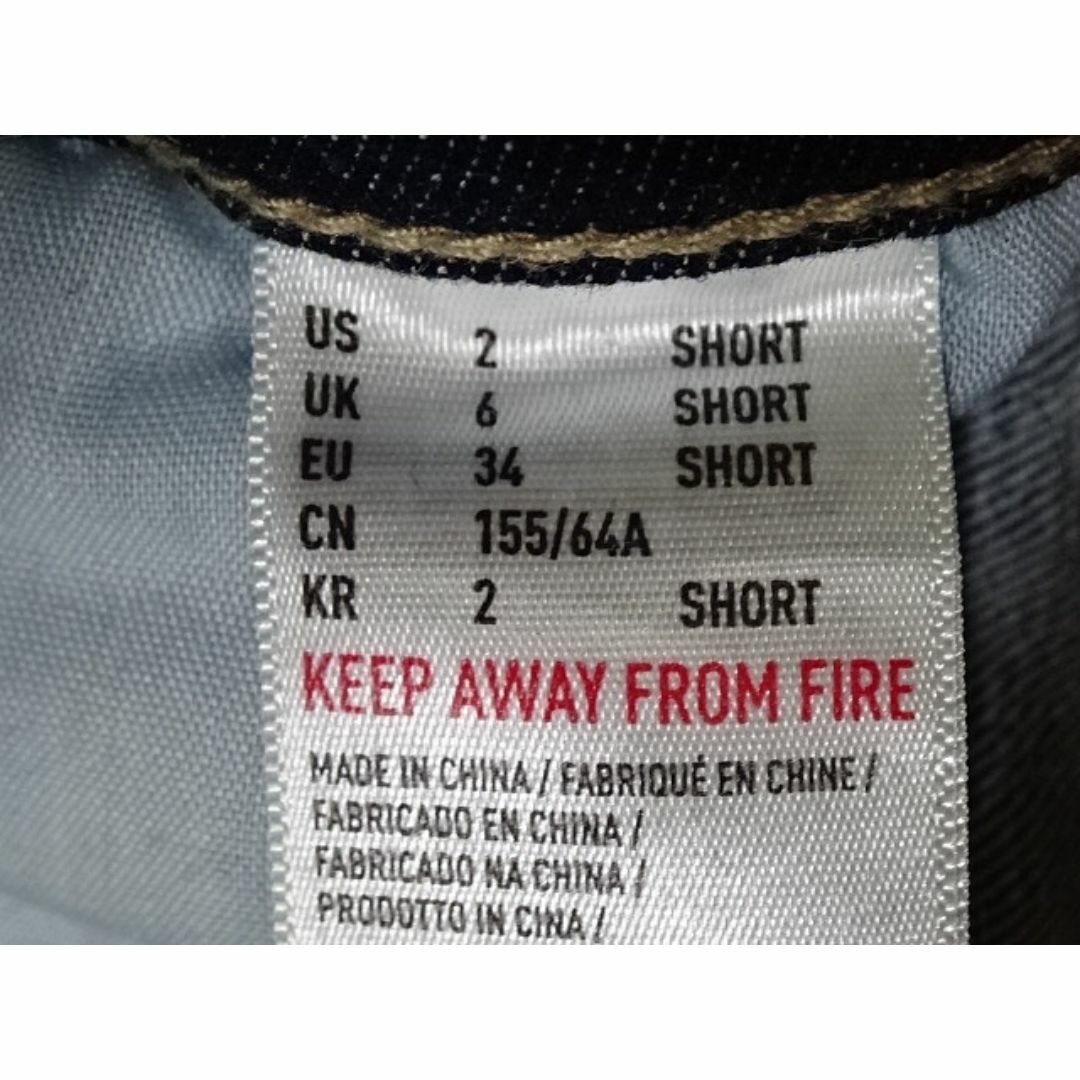 US 2 SHORT
UK 6 SHORT
EU 34 SHORT
CN 155/64A
KR 2 SHORT
KEEP AWAY FROM FIRE
MADE IN CHINA / FABRIQUÉ EN CHINE /
FABRICADO EN CHINA /
FABRICADO NA CHINA /
PRODOTTO IN CINA /